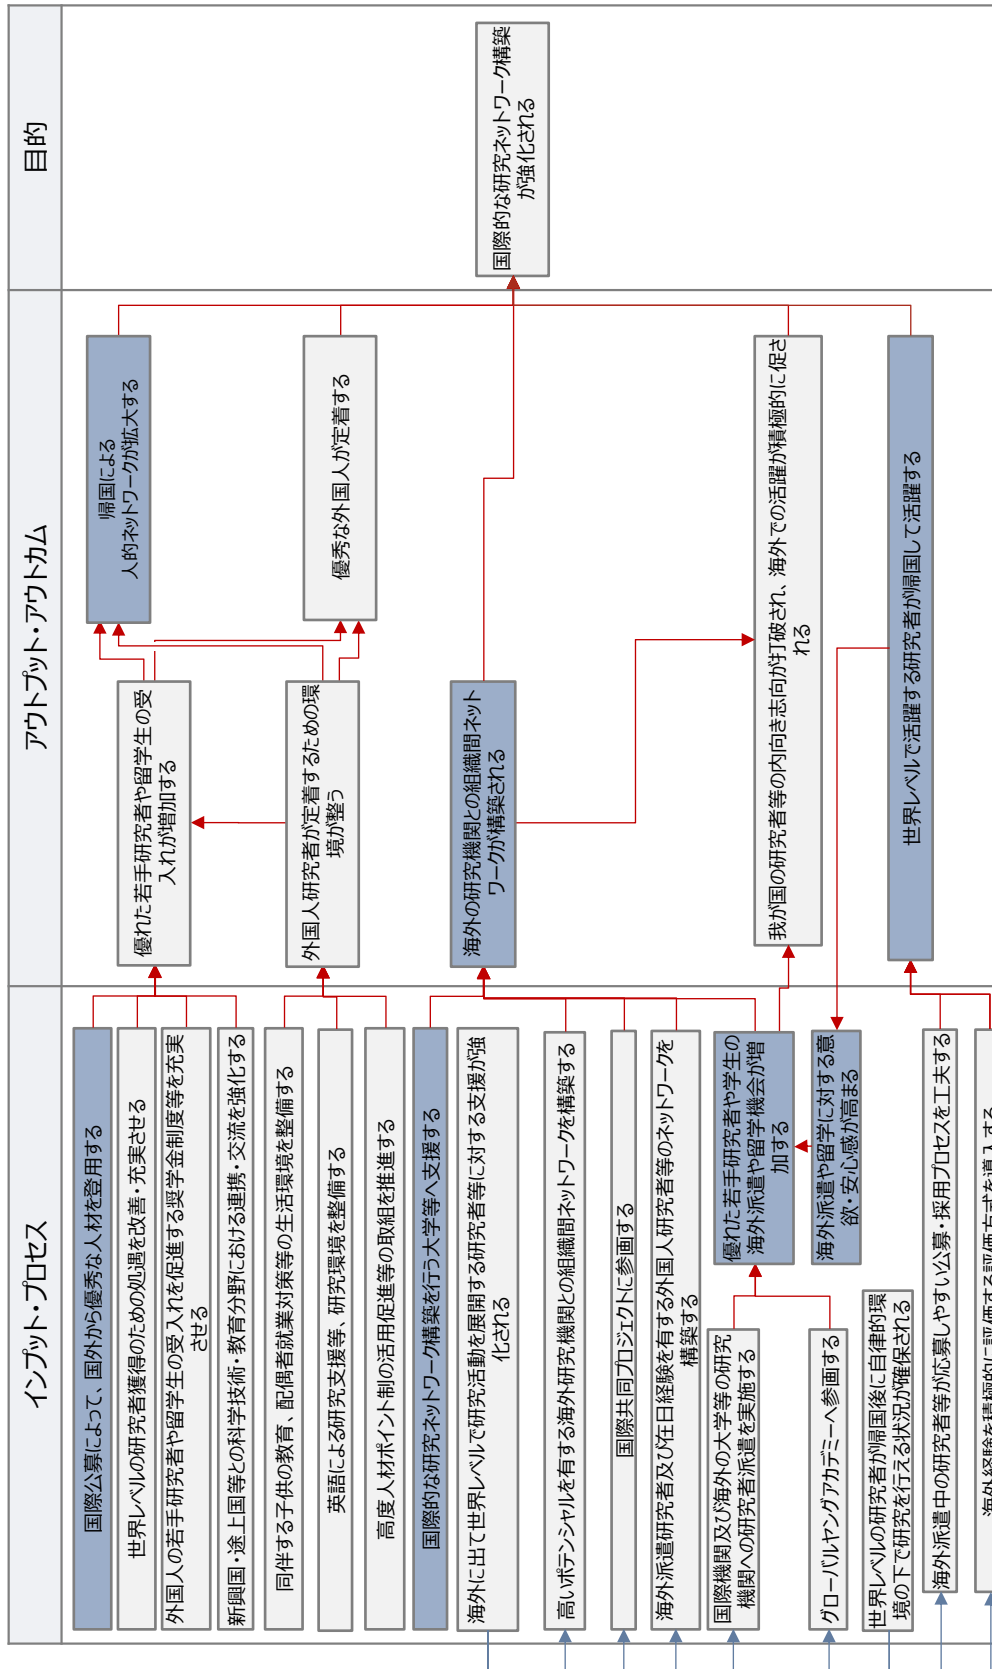 インプット・プロセス
アウトプット・アウトカム
目的
国際公募によって、国外から優秀な人材を登用する
世界レベルの研究者獲得のための処遇を改善・充実させる
外国人の若手研究者や留学生の受入れを促進する奨学金制度等を充実
させる
新興国・途上国等との科学技術・教育分野における連携・交流を強化する
同伴する子供の教育、配偶者就業対策等の生活環境を整備する
英語による研究支援等、研究環境を整備する
高度人材ポイント制の活用促進等の取組を推進する
国際的な研究ネットワーク構築を行う大学等へ支援する
海外に出て世界レベルで研究活動を展開する研究者等に対する支援が強
化される
高いポテンシャルを有する海外研究機関との組織間ネットワークを構築する
国際共同プロジェクトに参画する
海外派遣研究者及び在日経験を有する外国人研究者等のネットワークを
構築する
国際機関及び海外の大学等の研究
機関への研究者派遣を実施する
グローバルヤングアカデミーへ参画する
世界レベルの研究者が帰国後に自律的環
境の下で研究を行える状況が確保される
優れた若手研究者や学生の
海外派遣や留学機会が増
加する
海外派遣や留学に対する意
欲・安心感が高まる
海外派遣中の研究者等が応募しやすい公募・採用プロセスを工夫する
海外経験を積極的に評価する評価方式を導入する
優れた若手研究者や留学生の受
入れが増加する
外国人研究者が定着するための環
境が整う
海外の研究機関との組織間ネット
ワークが構築される
帰国による
人的ネットワークが拡大する
優秀な外国人が定着する
我が国の研究者等の内向き志向が打破され、海外での活躍が積極的に促さ
れる
世界レベルで活躍する研究者が帰国して活躍する
国際的な研究ネットワーク構築
が強化される